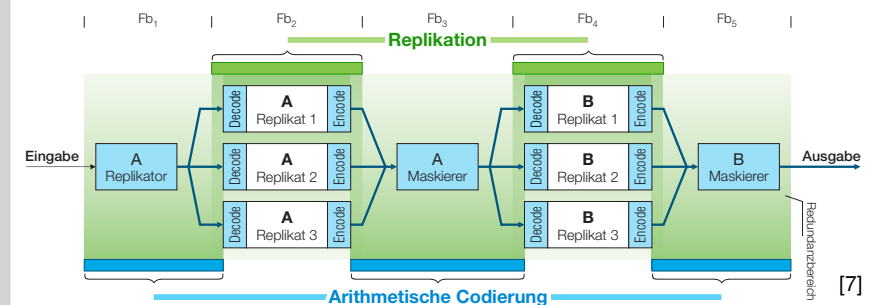 Fb₁ Fb₂ Fb₃ Fb₄ Fb₅
Replikation
Decode A Replikat 1 Encode
Decode B Replikat 1 Encode
Eingabe
A
Replikator
Decode A Replikat 2 Encode
A
Maskierer
Decode B Replikat 2 Encode
B
Maskierer
Ausgabe
Decode A Replikat 3 Encode
Decode B Replikat 3 Encode
Redundanzbereich
Arithmetische Codierung
[7]